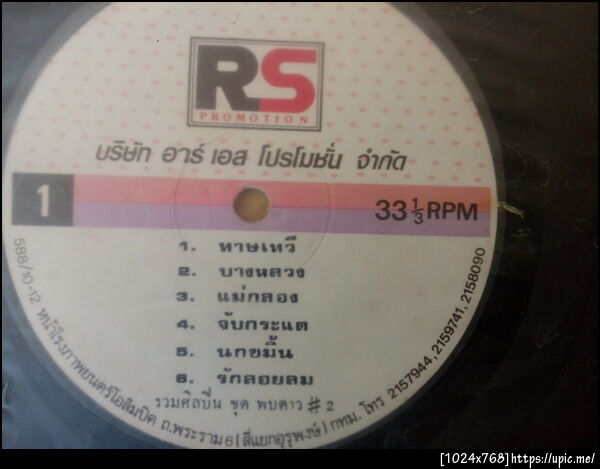 RS
PROMOTION
บริษัท อาร์ เอส โปรโมชั่น จำกัด
1
33 1/3 RPM
1. ทาษเทวี
2. บางหลวง
3. แม่กลอง
4. จับกระแต
5. นกขมิ้น
6. รักลอยลม
รวมศิลปิน ชุด พบดาว # 2
588/10-12 หน้าโรงภาพยนตร์โอลิมปิค ถ.พระราม6 (สี่แยกอุรุพงษ์) กทม. โทร 2157944, 2159741, 2158090
[1024x768]https://upic.me/